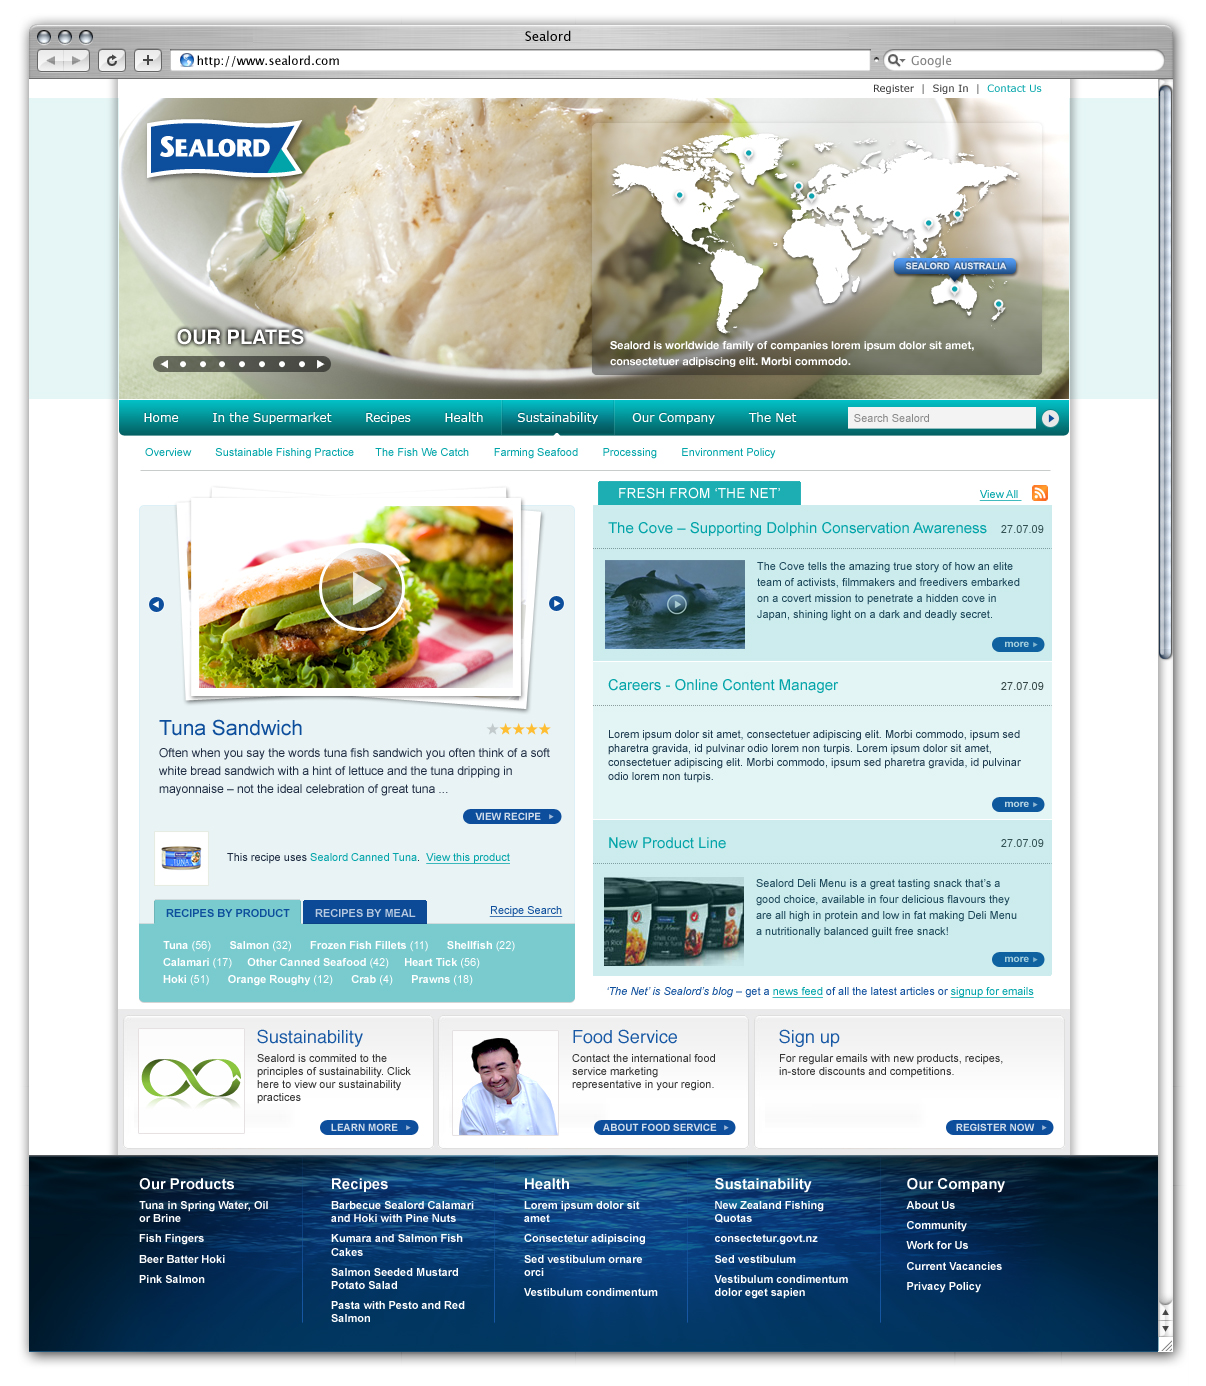 Sealord
http://www.sealord.com
Google
Register | Sign In | Contact Us
SEALORD
SEALORD AUSTRALIA
OUR PLATES
Sealord is worldwide family of companies lorem ipsum dolor sit amet,
consectetuer adipiscing elit. Morbi commodo.
Home In the Supermarket Recipes Health Sustainability Our Company The Net Search Sealord
Overview Sustainable Fishing Practice The Fish We Catch Farming Seafood Processing Environment Policy
Tuna Sandwich
Often when you say the words tuna fish sandwich you often think of a soft
white bread sandwich with a hint of lettuce and the tuna dripping in
mayonnaise – not the ideal celebration of great tuna ...
VIEW RECIPE
TUNA
This recipe uses Sealord Canned Tuna. View this product
RECIPES BY PRODUCT RECIPES BY MEAL Recipe Search
Tuna (56) Salmon (32) Frozen Fish Fillets (11) Shellfish (22)
Calamari (17) Other Canned Seafood (42) Heart Tick (56)
Hoki (51) Orange Roughy (12) Crab (4) Prawns (18)
FRESH FROM ‘THE NET’ View All
The Cove – Supporting Dolphin Conservation Awareness 27.07.09
The Cove tells the amazing true story of how an elite
team of activists, filmmakers and freedivers embarked
on a covert mission to penetrate a hidden cove in
Japan, shining light on a dark and deadly secret.
more
Careers - Online Content Manager 27.07.09
Lorem ipsum dolor sit amet, consectetuer adipiscing elit. Morbi commodo, ipsum sed
pharetra gravida, id pulvinar odio lorem non turpis. Lorem ipsum dolor sit amet,
consectetuer adipiscing elit. Morbi commodo, ipsum sed pharetra gravida, id pulvinar
odio lorem non turpis.
more
New Product Line 27.07.09
Sealord Deli Menu is a great tasting snack that’s a
good choice, available in four delicious flavours they
are all high in protein and low in fat making Deli Menu
a nutritionally balanced guilt free snack!
more
‘The Net’ is Sealord’s blog – get a news feed of all the latest articles or signup for emails
Sustainability
Sealord is commited to the
principles of sustainability. Click
here to view our sustainability
practices
LEARN MORE
Food Service
Contact the international food
service marketing
representative in your region.
ABOUT FOOD SERVICE
Sign up
For regular emails with new products, recipes,
in-store discounts and competitions.
REGISTER NOW
Our Products
Tuna in Spring Water, Oil
or Brine
Fish Fingers
Beer Batter Hoki
Pink Salmon
Recipes
Barbecue Sealord Calamari
and Hoki with Pine Nuts
Kumara and Salmon Fish
Cakes
Salmon Seeded Mustard
Potato Salad
Pasta with Pesto and Red
Salmon
Health
Lorem ipsum dolor sit
amet
Consectetur adipiscing
Sed vestibulum ornare
orci
Vestibulum condimentum
Sustainability
New Zealand Fishing
Quotas
consectetur.govt.nz
Sed vestibulum
Vestibulum condimentum
dolor eget sapien
Our Company
About Us
Community
Work for Us
Current Vacancies
Privacy Policy